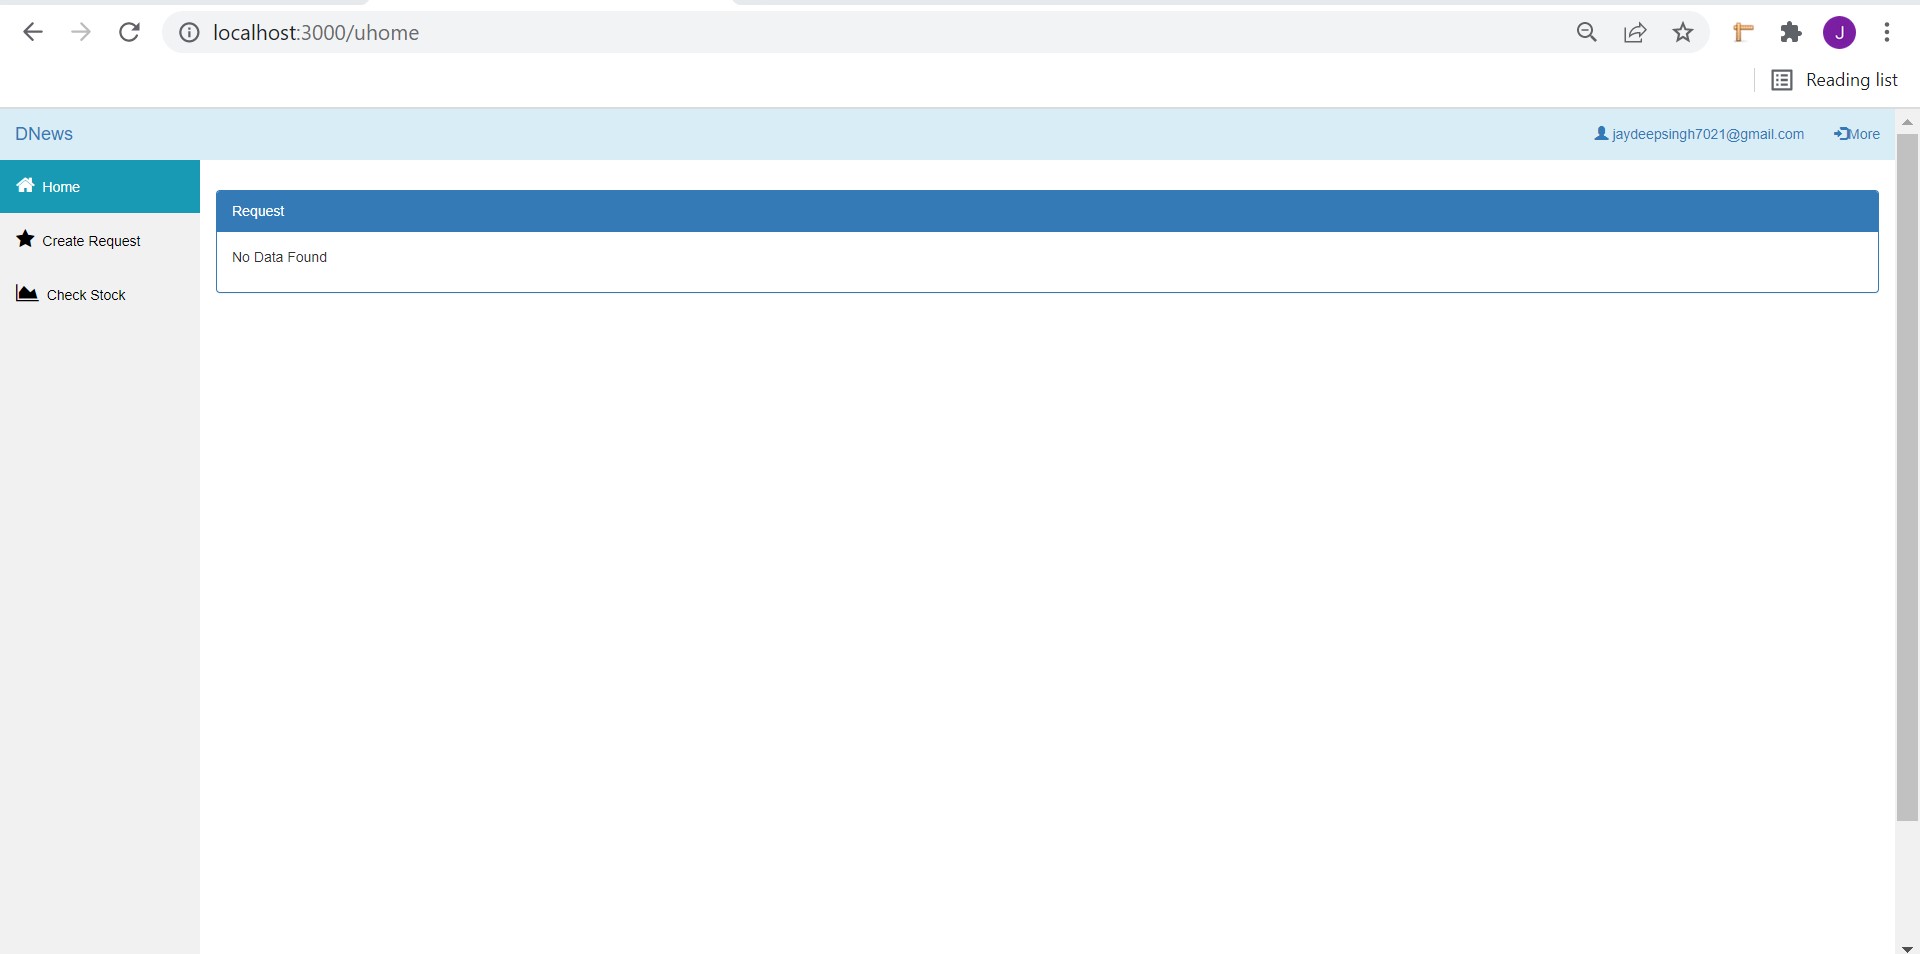 localhost:3000/uhome
J
Reading list
DNews
jaydeepsingh7021@gmail.com
More
Home
Request
Create Request
No Data Found
Check Stock